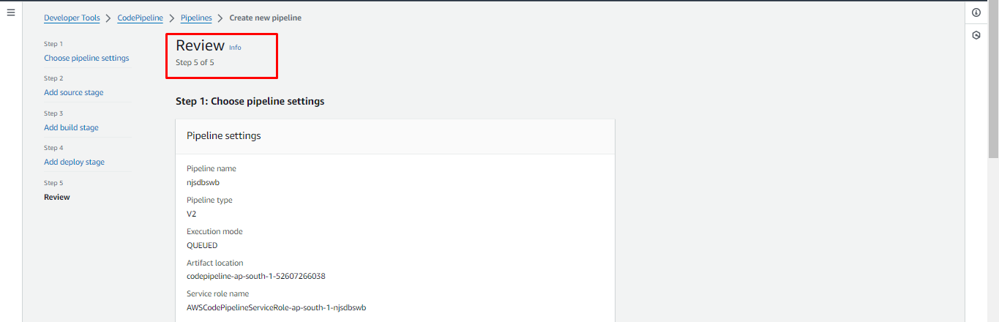 Developer Tools > CodePipeline > Pipelines > Create new pipeline
Step 1
Choose pipeline settings
Step 2
Add source stage
Step 3
Add build stage
Step 4
Add deploy stage
Step 5
Review
Review Info
Step 5 of 5
Step 1: Choose pipeline settings
Pipeline settings
Pipeline name
njsdbswb
Pipeline type
V2
Execution mode
QUEUED
Artifact location
codepipeline-ap-south-1-52607266038
Service role name
AWSCodePipelineServiceRole-ap-south-1-njsdbswb